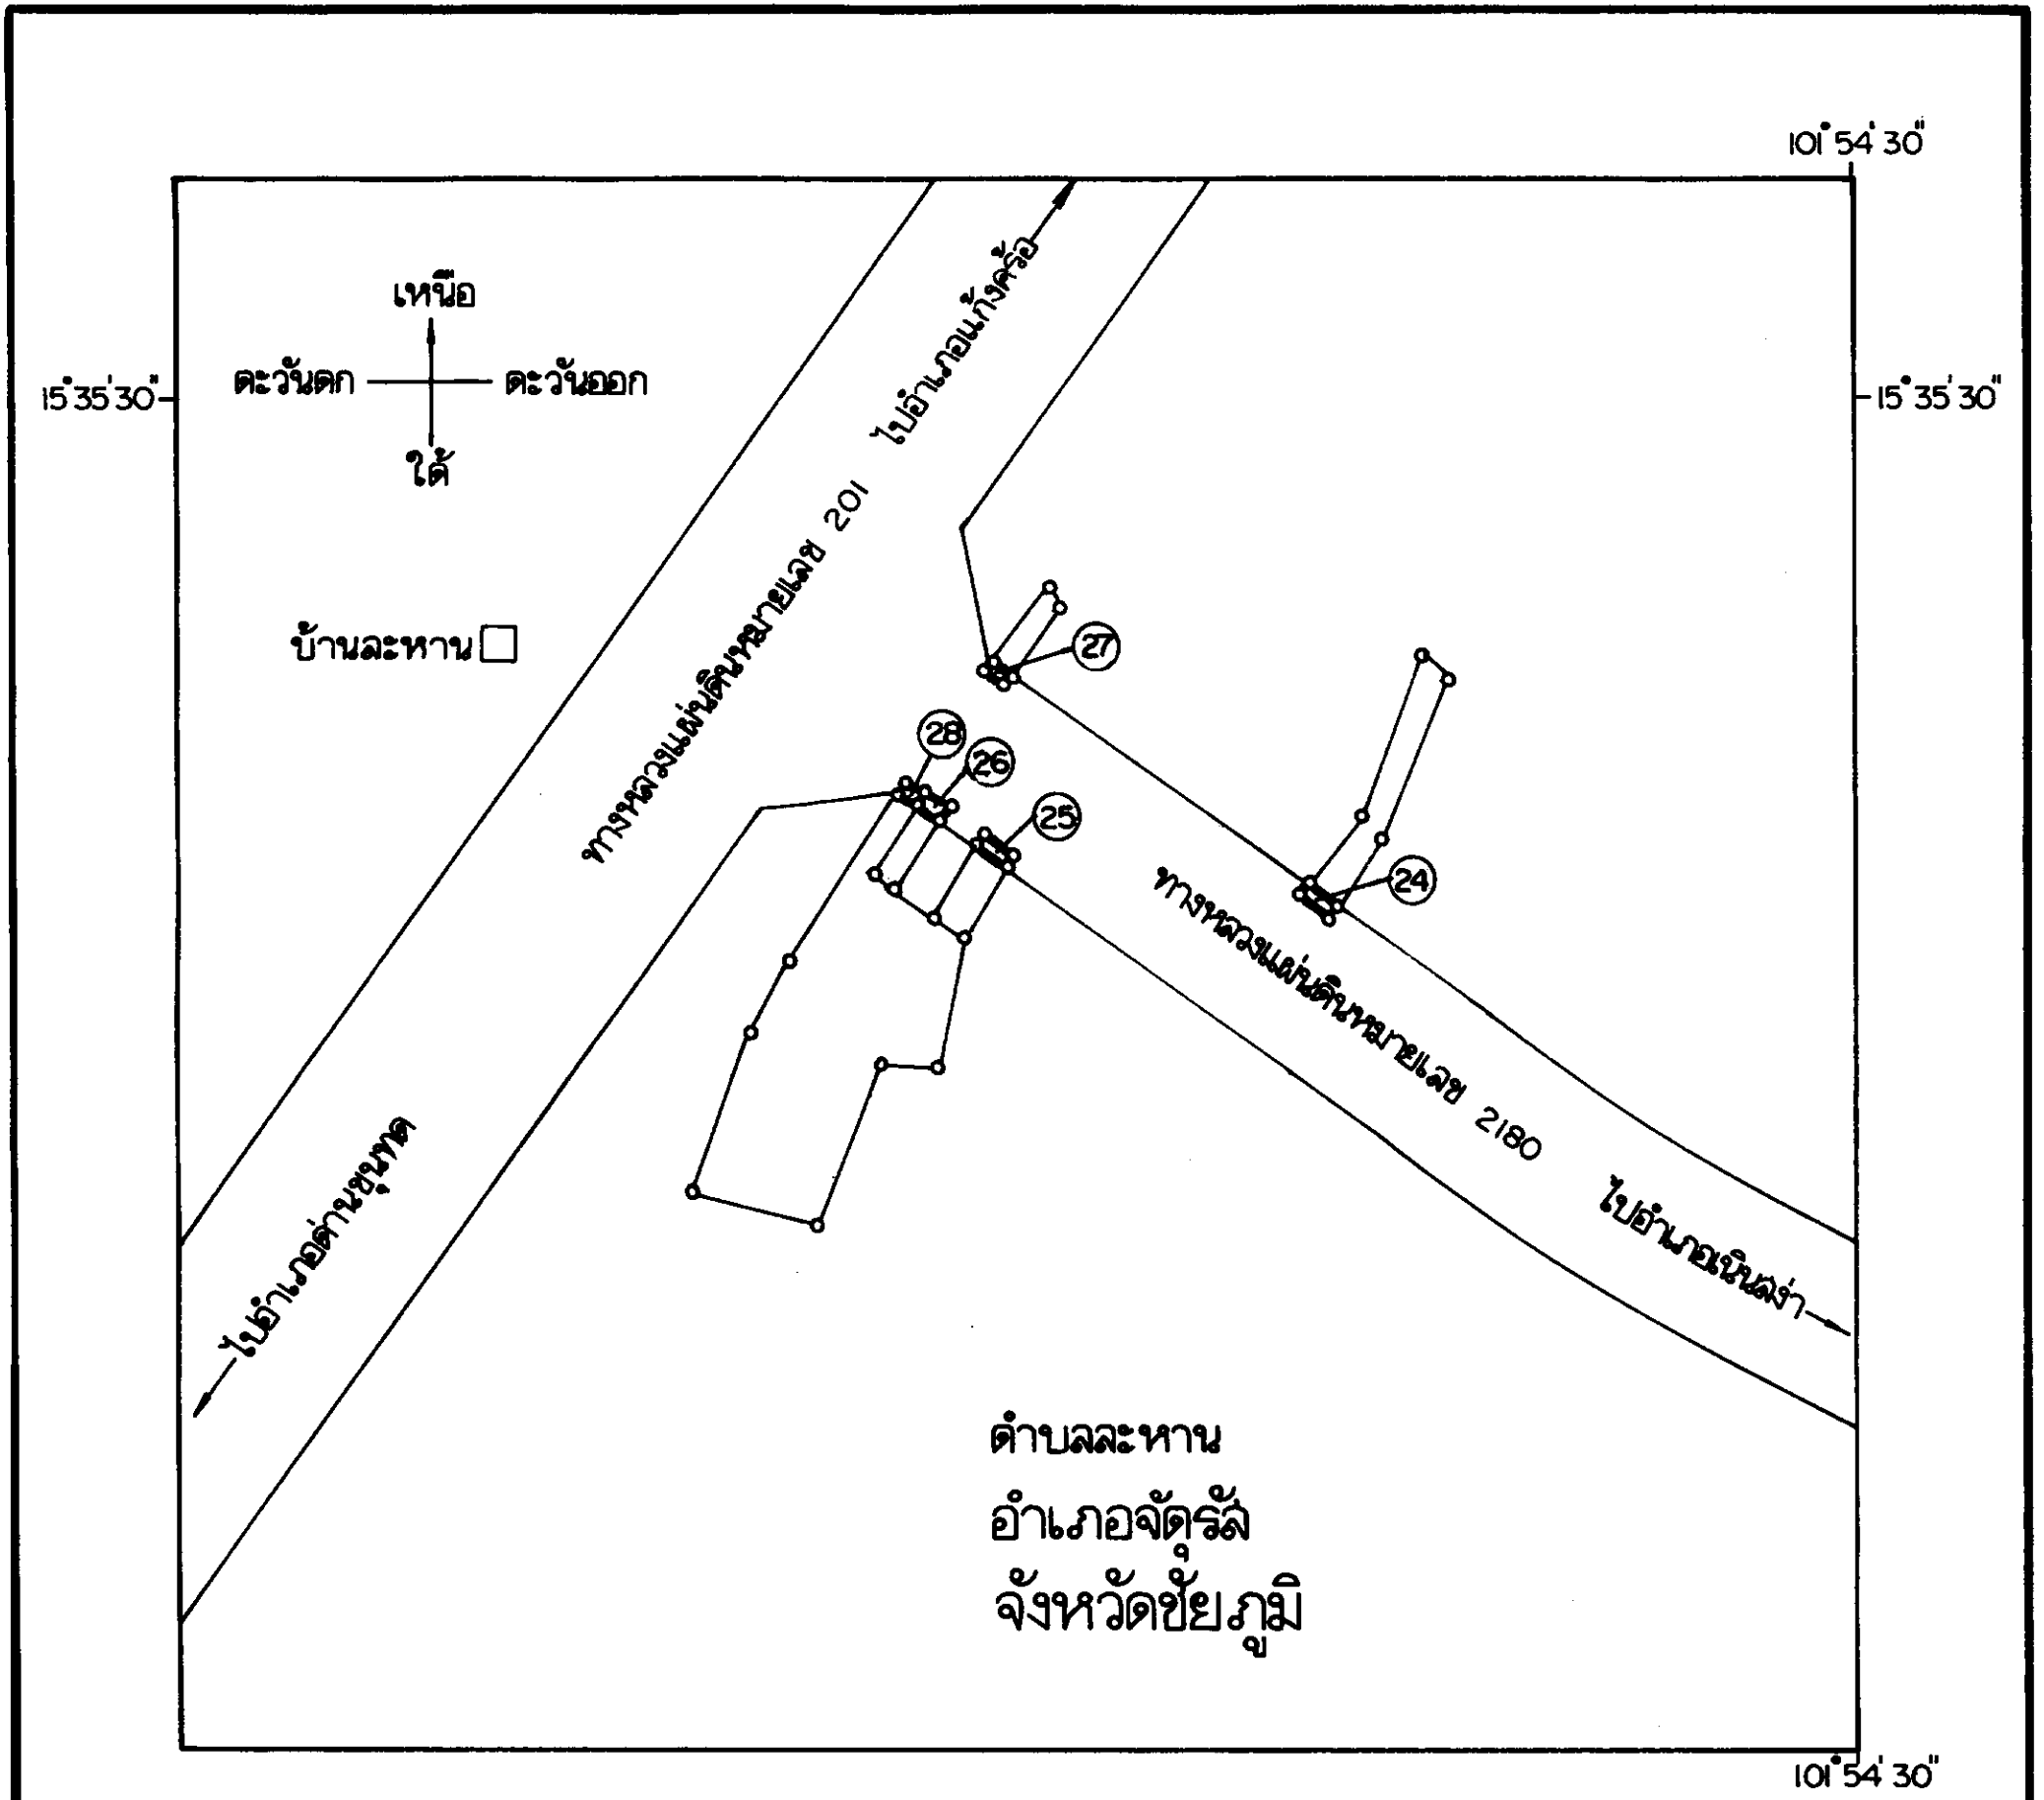 101°54'30"
เหนือ
ตะวันตก
ตะวันออก
ใต้
15°35'30"
15°35'30"
ไปอำเภอแก้งคร้อ
ทางหลวงแผ่นดินหมายเลข 201
บ้านละหาน
27
28
26
25
24
ทางหลวงแผ่นดินหมายเลข 2180
ไปอำเภอเนินสง่า
ไปอำเภอด่านขุนทด
ตำบลละหาน
อำเภอจัตุรัส
จังหวัดชัยภูมิ
101°54'30"